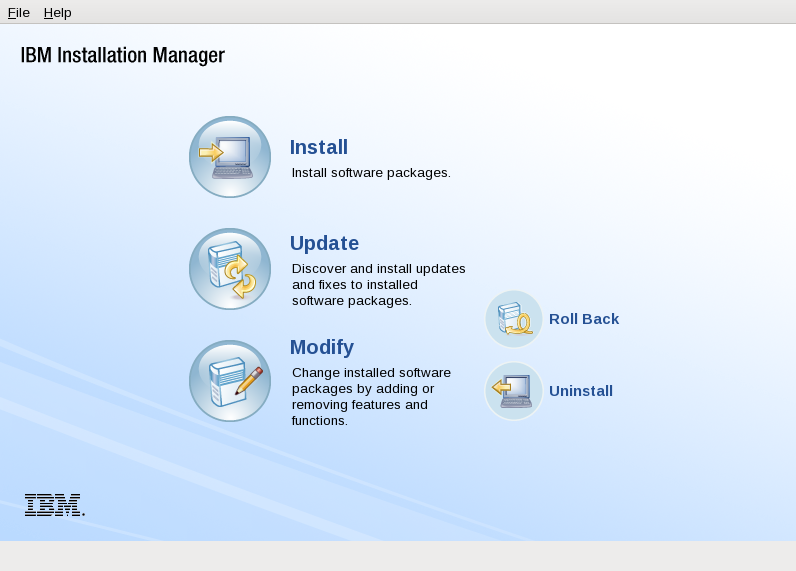 File Help
IBM Installation Manager
Install
Install software packages.
Update
Discover and install updates
and fixes to installed
software packages.
Roll Back
Modify
Change installed software
packages by adding or
removing features and
functions.
Uninstall
IBM.